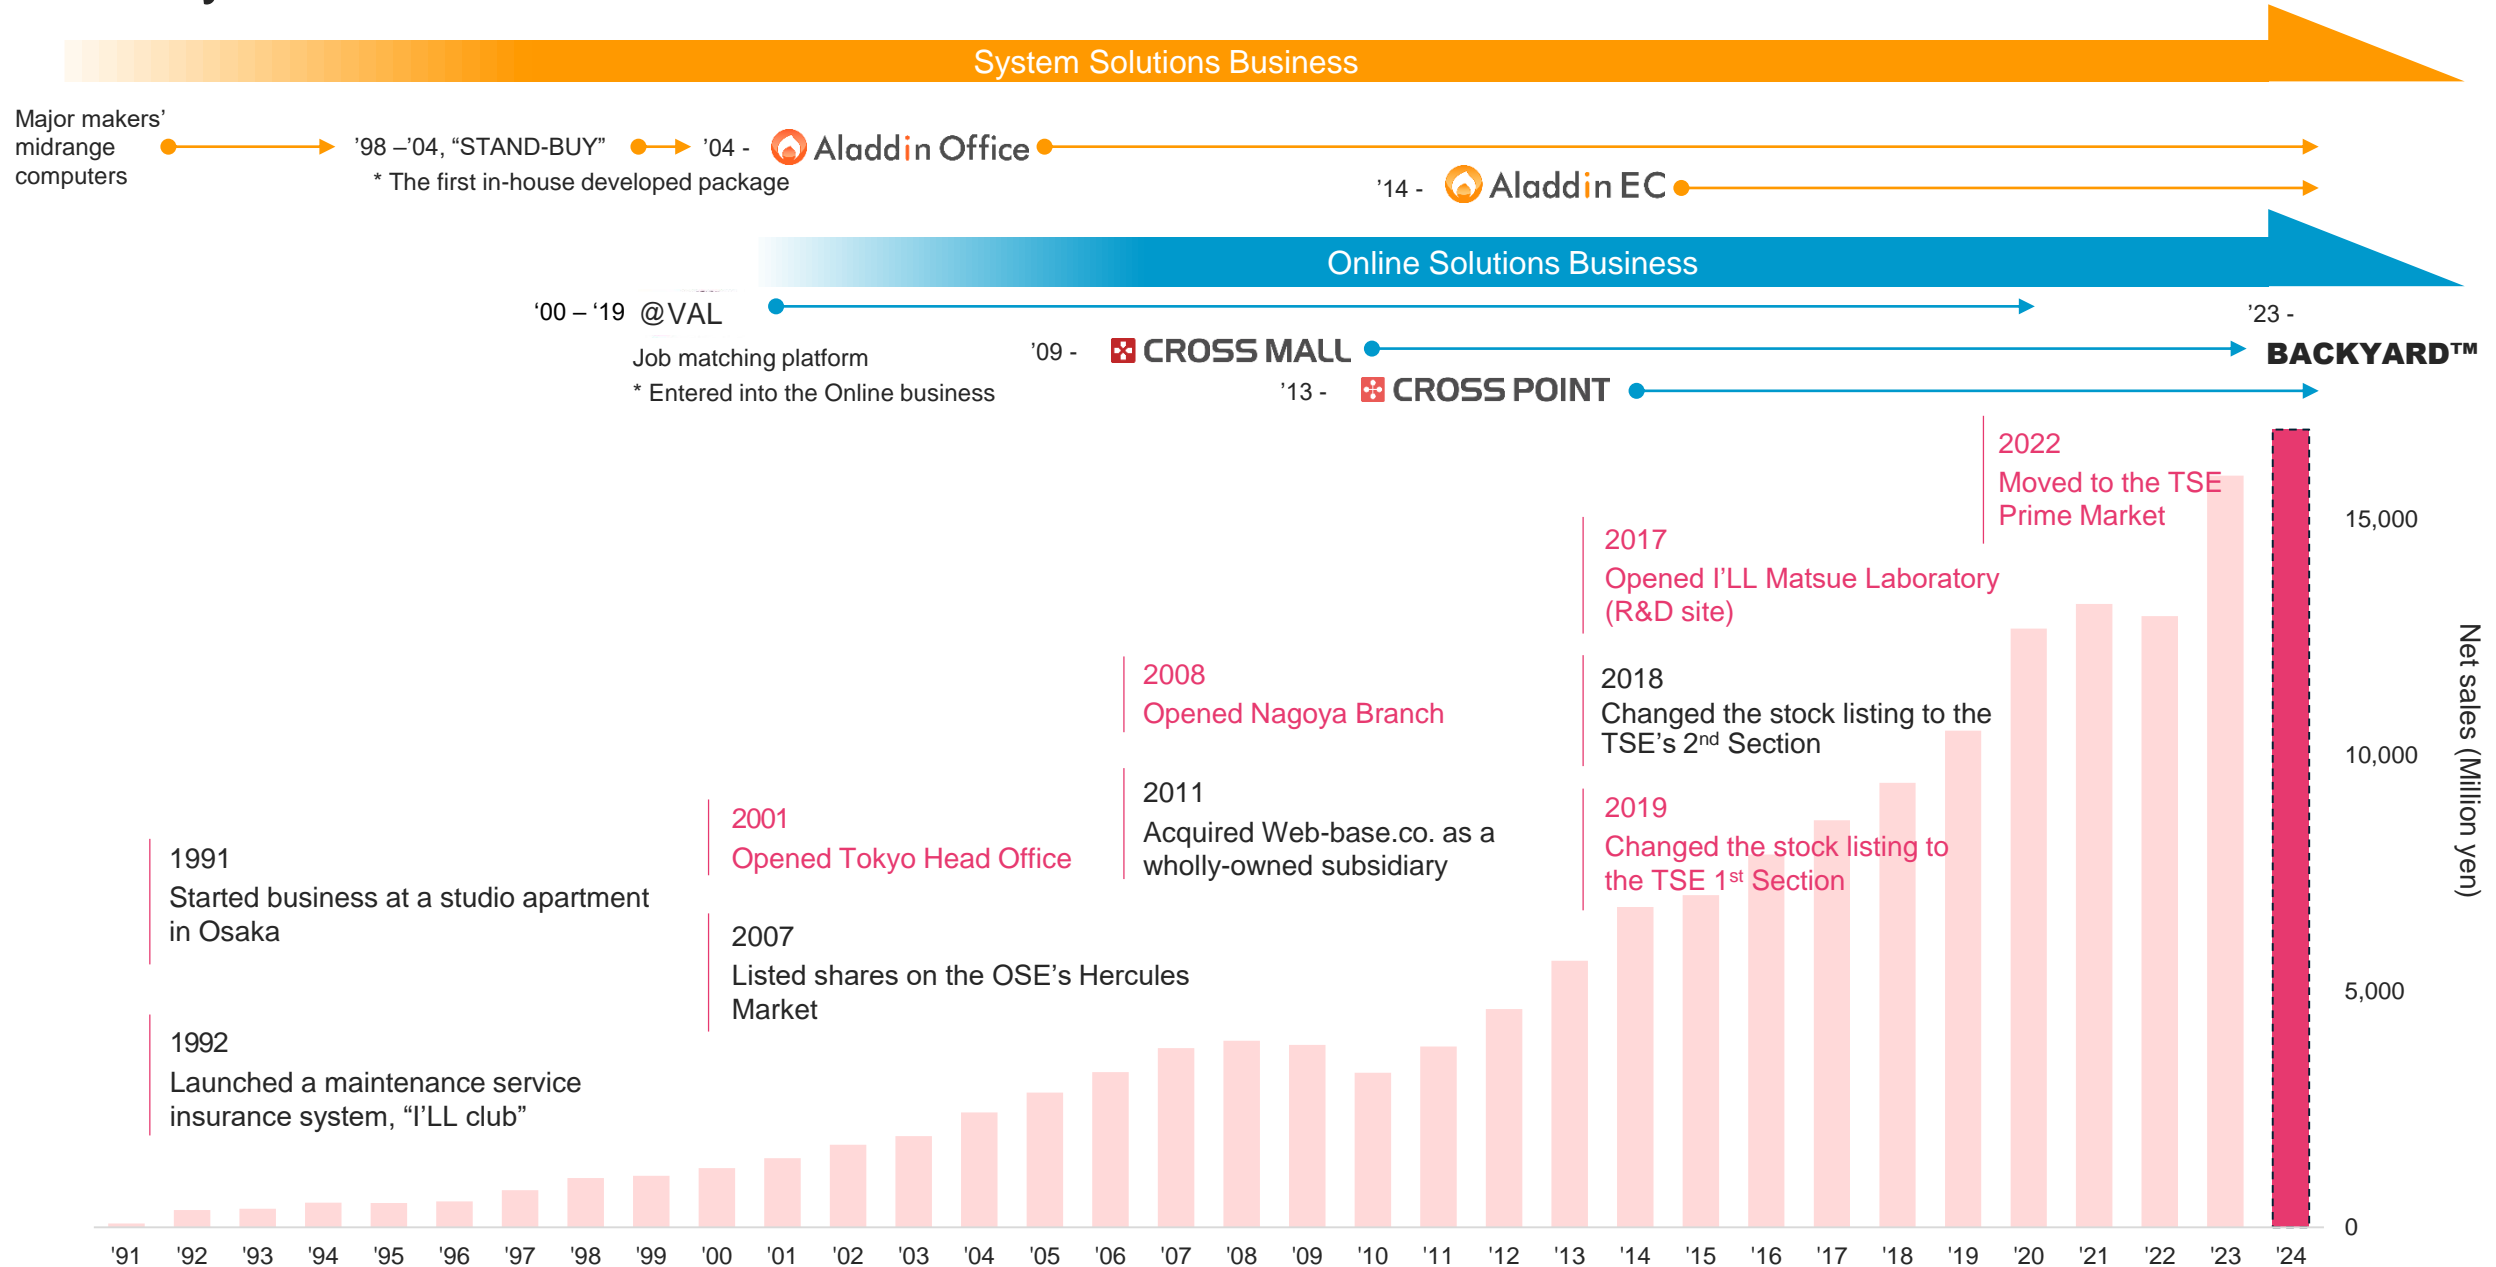 System Solutions Business
Major makers’
midrange
computers
’98 –’04, “STAND-BUY”
* The first in-house developed package
’04 -
Aladdin Office
’14 -
Aladdin EC
Online Solutions Business
‘00 – ‘19
@VAL
Job matching platform
* Entered into the Online business
’09 -
CROSS MALL
’13 -
CROSS POINT
’23 -
BACKYARD™
1991
Started business at a studio apartment
in Osaka
1992
Launched a maintenance service
insurance system, “I’LL club”
2001
Opened Tokyo Head Office
2007
Listed shares on the OSE’s Hercules
Market
2008
Opened Nagoya Branch
2011
Acquired Web-base.co. as a
wholly-owned subsidiary
2017
Opened I’LL Matsue Laboratory
(R&D site)
2018
Changed the stock listing to the
TSE’s 2nd Section
2019
Changed the stock listing to
the TSE 1st Section
2022
Moved to the TSE
Prime Market
15,000
10,000
5,000
0
Net sales (Million yen)
'91 '92 '93 '94 '95 '96 '97 '98 '99 '00 '01 '02 '03 '04 '05 '06 '07 '08 '09 '10 '11 '12 '13 '14 '15 '16 '17 '18 '19 '20 '21 '22 '23 '24